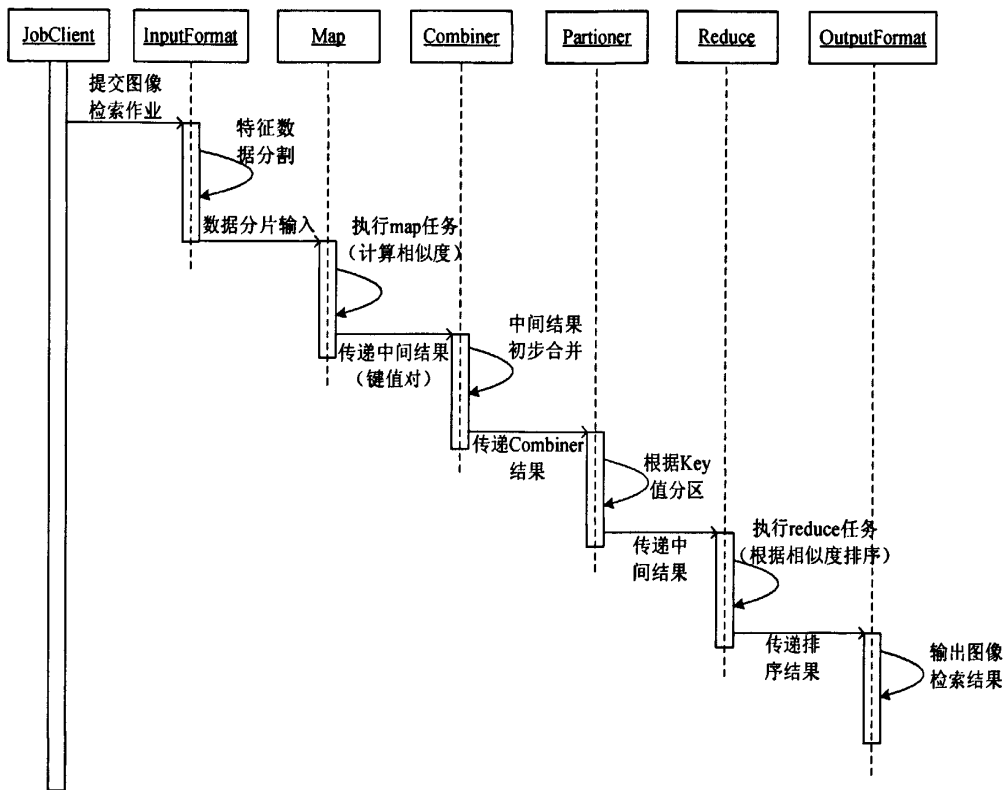 JobClient
InputFormat
Map
Combiner
Partioner
Reduce
OutputFormat
提交图像
检索作业
特征数
据分割
数据分片输入
执行map任务
（计算相似度）
传递中间结果
（键值对）
中间结果
初步合并
传递Combiner
结果
根据Key
值分区
传递中
间结果
执行reduce任务
（根据相似度排序）
传递排
序结果
输出图像
检索结果